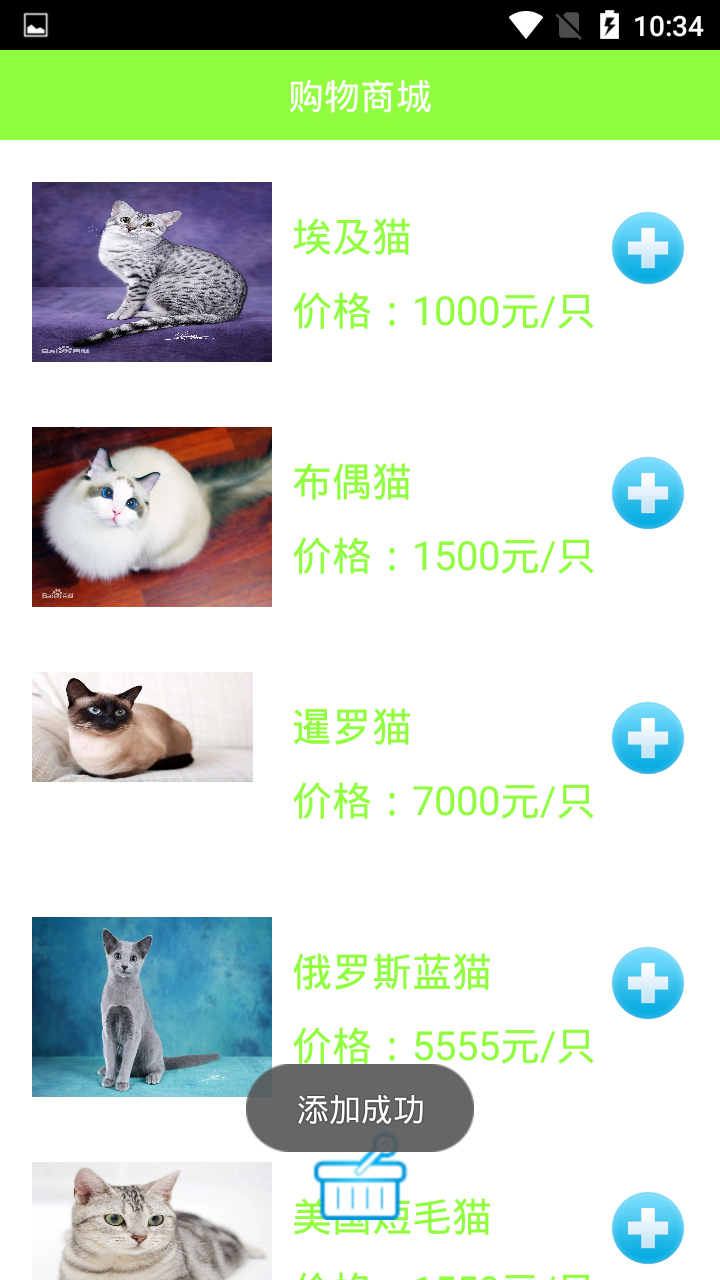 10:34
购物商城
埃及猫
价格：1000元/只
布偶猫
价格：1500元/只
暹罗猫
价格：7000元/只
俄罗斯蓝猫
价格：5555元/只
添加成功
美国短毛猫